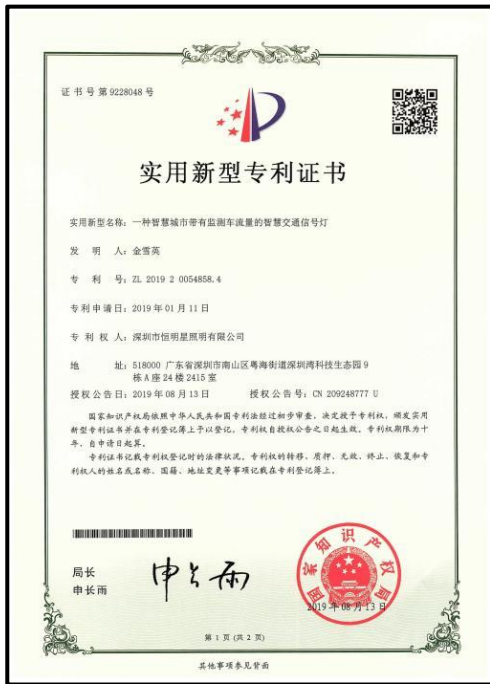 证书号第9228048号
实用新型专利证书
实用新型名称：一种智慧城市带有监测车流量的智慧交通信号灯
发明人：金雪英
专利号：ZL 2019 2 0054858.4
专利申请日：2019年01月11日
专利权人：深圳市恒明星照明有限公司
地址：518000 广东省深圳市南山区粤海街道深圳湾科技生态园9
栋A座24楼2415室
授权公告日：2019年08月13日 授权公告号：CN 209248777 U
国家知识产权局依照中华人民共和国专利法经过初步审查，决定授予专利权，颁发实用
新型专利证书并在专利登记簿上予以登记。专利权自授权公告之日起生效。专利权期限为十
年，自申请日起算。
专利证书记载专利权登记时的法律状况。专利权的转移、质押、无效、终止、恢复和专
利权人的姓名或名称、国籍、地址变更等事项记载在专利登记簿上。
局长
申长雨
申长雨
国家知识产权局
2019年08月13日
第1页(共2页)
其他事项参见背面